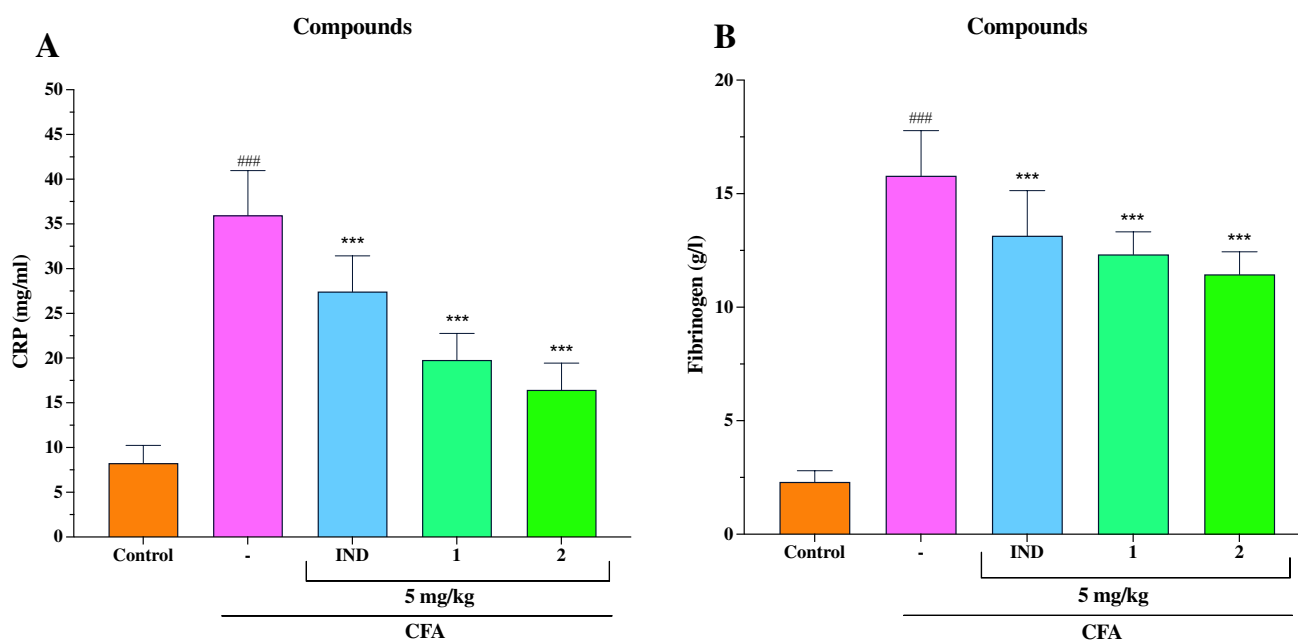 A
Compounds
CRP (mg/ml)
50
45
40
35
30
25
20
15
10
5
0
###
***
***
***
Control
-
IND
1
2
5 mg/kg
CFA
B
Compounds
Fibrinogen (g/l)
20
15
10
5
0
###
***
***
***
Control
-
IND
1
2
5 mg/kg
CFA